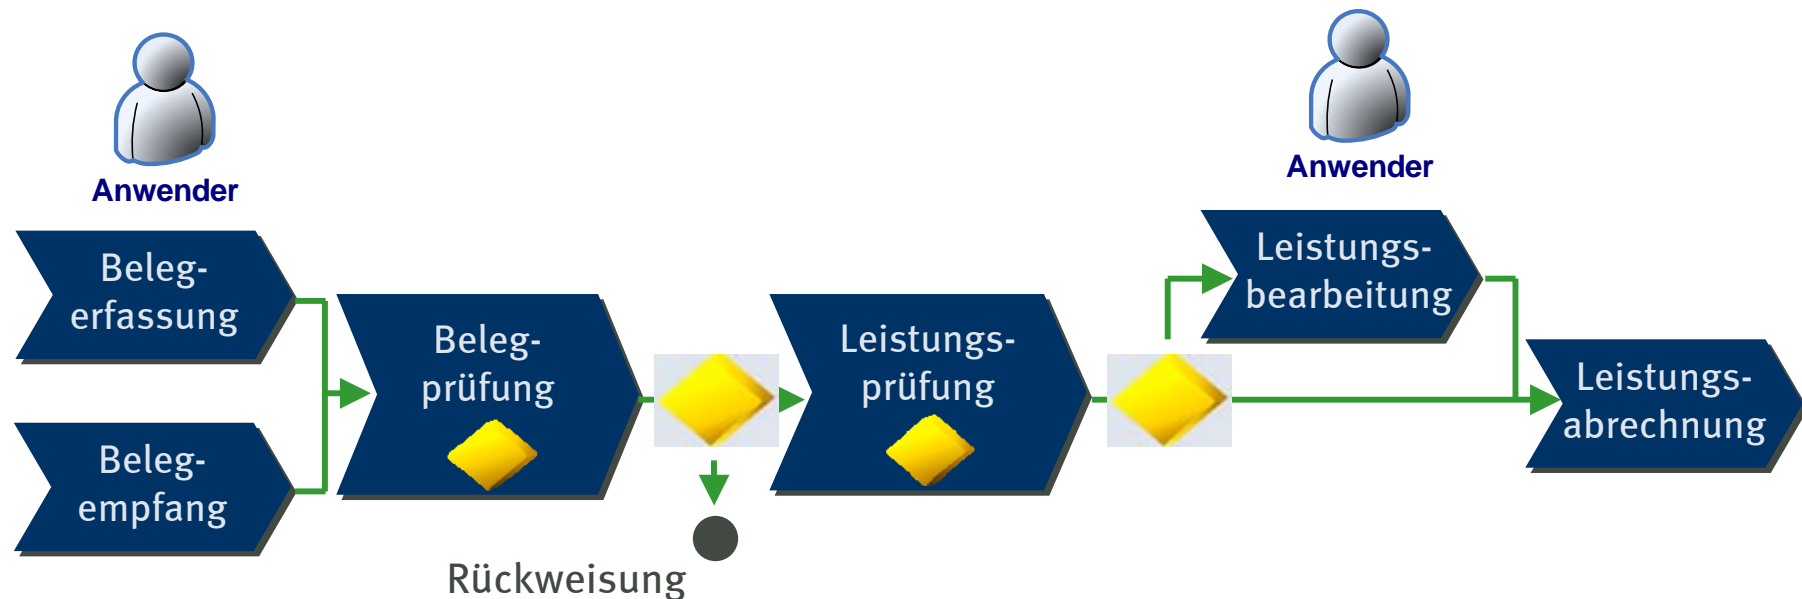 Anwender
Beleg-
erfassung
Beleg-
empfang
Beleg-
prüfung
Rückweisung
Leistungs-
prüfung
Anwender
Leistungs-
bearbeitung
Leistungs-
abrechnung